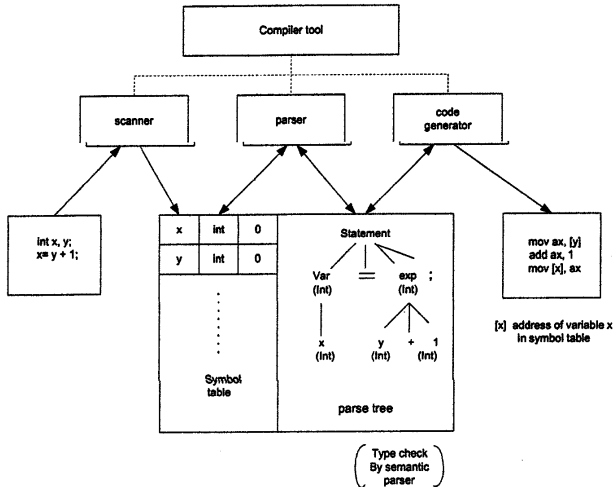 Compiler tool
scanner
parser
code
generator
int x, y;
x= y + 1;
x int 0
y int 0
Symbol
table
Statement
Var = exp ;
(Int) (Int)
x y + 1
(Int) (Int) (Int)
parse tree
mov ax, [y]
add ax, 1
mov [x], ax
[x] address of variable x
in symbol table
Type check
By semantic
parser